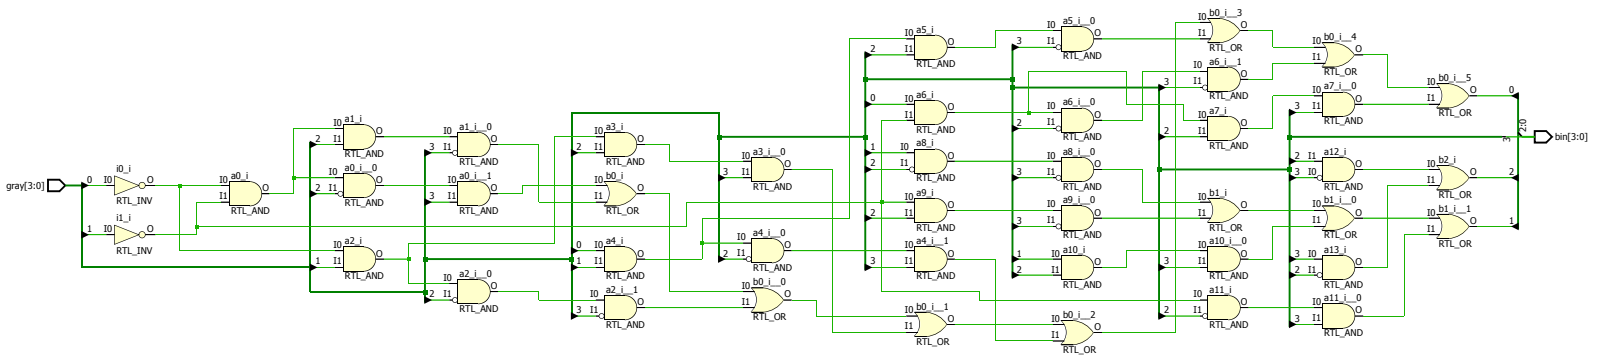 gray[3:0]
0
1
i0_i
I0 O
RTL_INV
i1_i
I0 O
RTL_INV
a0_i
I0 O
I1
RTL_AND
a1_i
I0 O
2 I1
RTL_AND
a0_i__0
I0 O
2 I1
RTL_AND
a2_i
I0 O
1 I1
RTL_AND
a1_i__0
I0 O
3 I1
RTL_AND
a0_i__1
I0 O
3 I1
RTL_AND
a2_i__0
I0 O
2 I1
RTL_AND
a3_i
I0 O
2 I1
RTL_AND
b0_i
I0 O
I1
RTL_OR
a4_i
0 I0 O
1 I1
RTL_AND
a2_i__1
I0 O
3 I1
RTL_AND
a3_i__0
I0 O
3 I1
RTL_AND
a4_i__0
I0 O
2 I1
RTL_AND
b0_i__0
I0 O
I1
RTL_OR
a5_i
I0 O
2 I1
RTL_AND
a6_i
0 I0 O
I1
RTL_AND
a8_i
1 I0 O
2 I1
RTL_AND
a9_i
I0 O
2 I1
RTL_AND
a4_i__1
I0 O
3 I1
RTL_AND
b0_i__1
I0 O
I1
RTL_OR
a5_i__0
I0 O
3 I1
RTL_AND
a6_i__0
I0 O
2 I1
RTL_AND
a8_i__0
I0 O
3 I1
RTL_AND
a9_i__0
I0 O
3 I1
RTL_AND
a10_i
1 I0 O
2 I1
RTL_AND
b0_i__2
I0 O
I1
RTL_OR
b0_i__3
I0 O
I1
RTL_OR
a6_i__1
I0 O
3 I1
RTL_AND
a7_i
I0 O
2 I1
RTL_AND
b1_i
I0 O
I1
RTL_OR
a10_i__0
I0 O
3 I1
RTL_AND
a11_i
I0 O
2 I1
RTL_AND
b0_i__4
I0 O
I1
RTL_OR
a7_i__0
3 I0 O
I1
RTL_AND
a12_i
2 I1 O
3 I0
RTL_AND
b1_i__0
I0 O
I1
RTL_OR
a13_i
3 I0 O
2 I1
RTL_AND
a11_i__0
I0 O
3 I1
RTL_AND
b0_i__5
I0 O
I1
RTL_OR
b2_i
I0 O
I1
RTL_OR
b1_i__1
I0 O
I1
RTL_OR
0
2
1
3
2:0
bin[3:0]